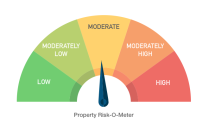 MODERATE
MODERATELY
LOW
MODERATELY
HIGH
LOW
HIGH
Property Risk-O-Meter